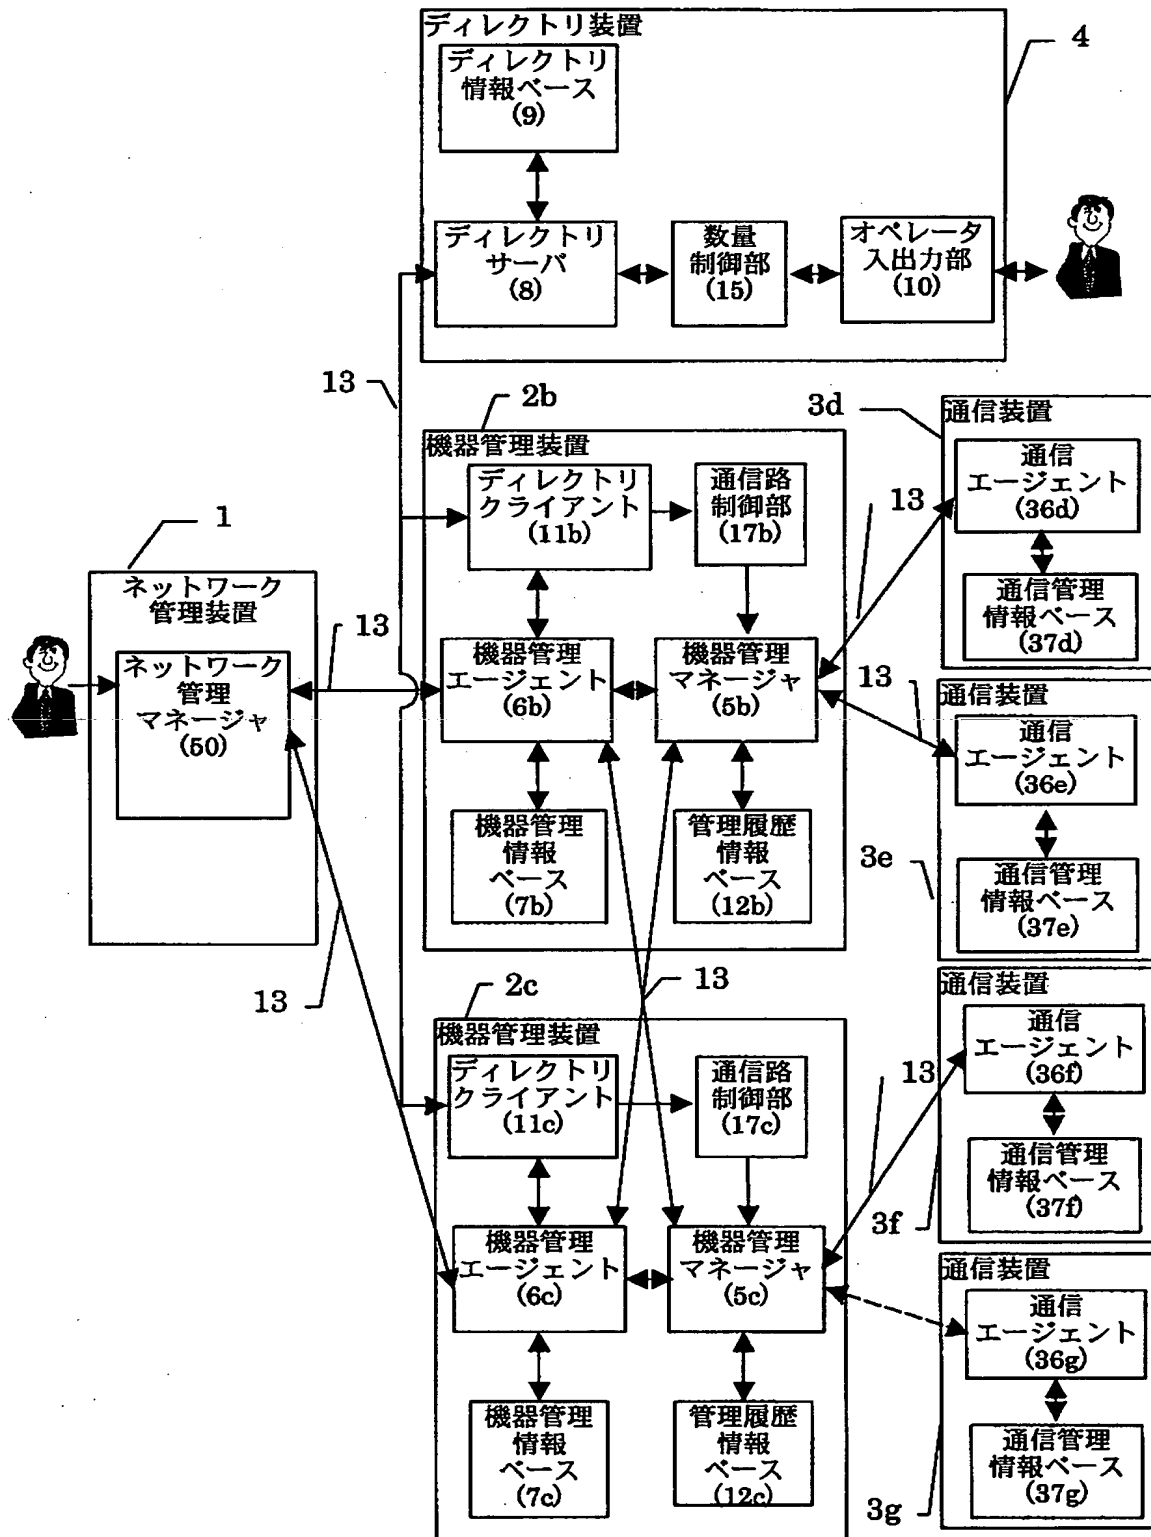 ディレクトリ装置
4
ディレクトリ
情報ベース
(9)
ディレクトリ
サーバ
(8)
数量
制御部
(15)
オペレータ
入出力部
(10)
13
2b
機器管理装置
ディレクトリ
クライアント
(11b)
通信路
制御部
(17b)
機器管理
エージェント
(6b)
機器管理
マネージャ
(5b)
機器管理
情報
ベース
(7b)
管理履歴
情報
ベース
(12b)
1
ネットワーク
管理装置
ネットワーク
管理
マネージャ
(50)
13
13
13
2c
機器管理装置
ディレクトリ
クライアント
(11c)
通信路
制御部
(17c)
機器管理
エージェント
(6c)
機器管理
マネージャ
(5c)
機器管理
情報
ベース
(7c)
管理履歴
情報
ベース
(12c)
3d
通信装置
通信
エージェント
(36d)
通信管理
情報ベース
(37d)
13
13
通信装置
通信
エージェント
(36e)
3e
通信管理
情報ベース
(37e)
通信装置
通信
エージェント
(36f)
13
通信管理
情報ベース
(37f)
3f
通信装置
通信
エージェント
(36g)
通信管理
情報ベース
(37g)
3g